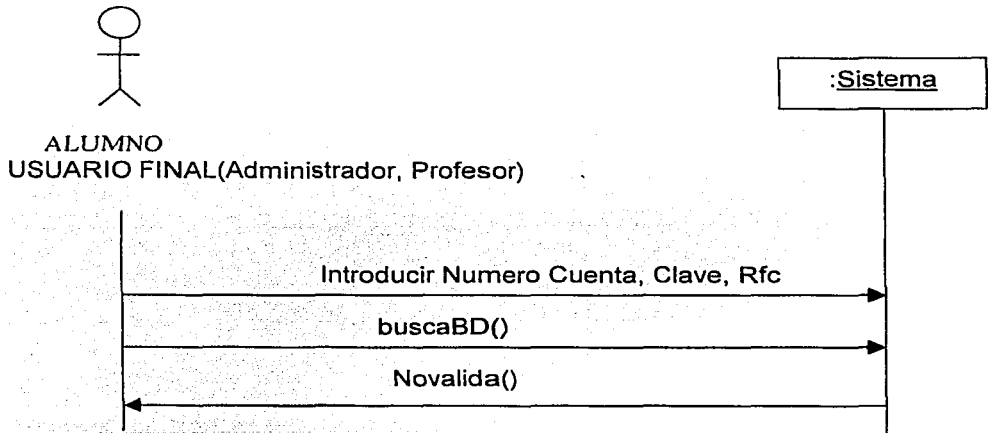 :Sistema
ALUMNO
USUARIO FINAL(Administrador, Profesor)
Introducir Numero Cuenta, Clave, Rfc
buscaBD()
Novalida()